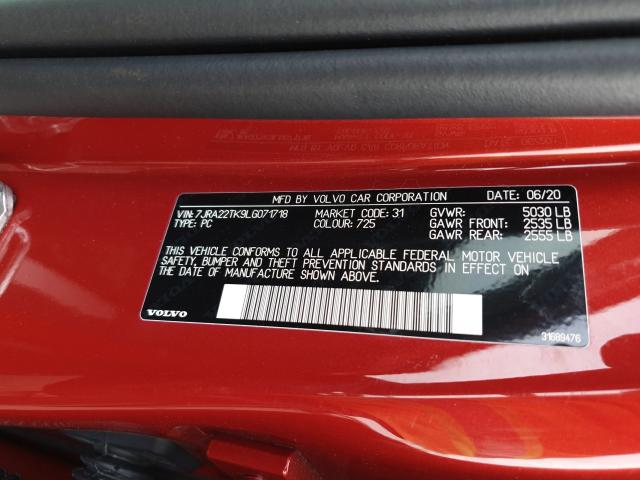 MFD. BY VOLVO CAR CORPORATION DATE: 06/20
VIN: 7JRA22TK9LG071718 MARKET CODE: 31 GVWR: 5030 LB
TYPE: PC COLOUR: 725 GAWR FRONT: 2535 LB
GAWR REAR: 2555 LB
THIS VEHICLE CONFORMS TO ALL APPLICABLE FEDERAL MOTOR VEHICLE
SAFETY, BUMPER AND THEFT PREVENTION STANDARDS IN EFFECT ON
THE DATE OF MANUFACTURE SHOWN ABOVE.
VOLVO 31689476